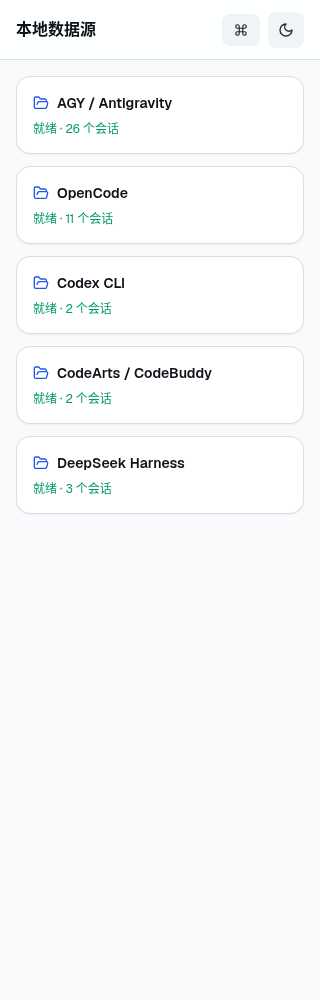 本地数据源
⌘
AGY / Antigravity
就绪 · 26 个会话
OpenCode
就绪 · 11 个会话
Codex CLI
就绪 · 2 个会话
CodeArts / CodeBuddy
就绪 · 2 个会话
DeepSeek Harness
就绪 · 3 个会话